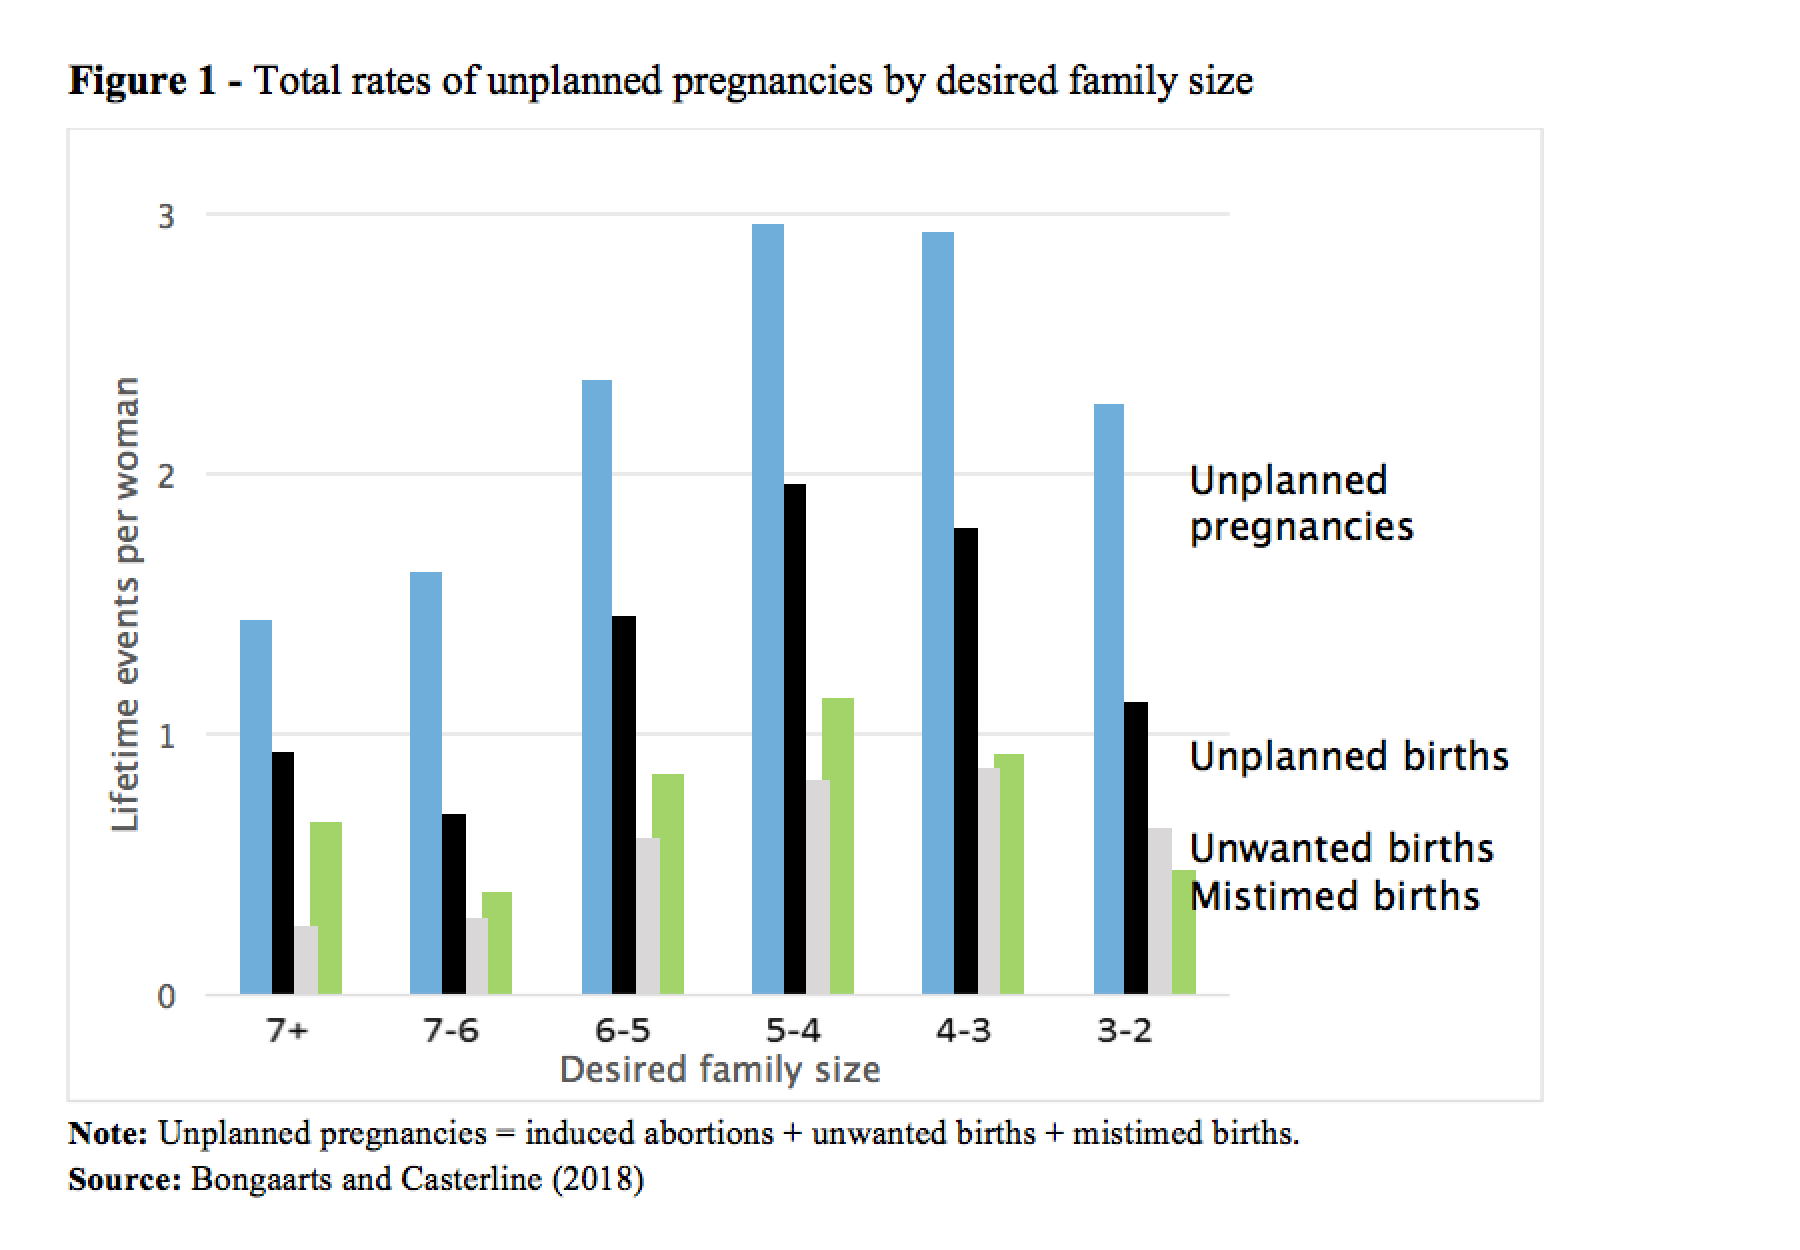 Figure 1 - Total rates of unplanned pregnancies by desired family size
3
2
1
0
Lifetime events per woman
Unplanned
pregnancies
Unplanned births
Unwanted births
Mistimed births
7+ 7-6 6-5 5-4 4-3 3-2
Desired family size
Note: Unplanned pregnancies = induced abortions + unwanted births + mistimed births.
Source: Bongaarts and Casterline (2018)